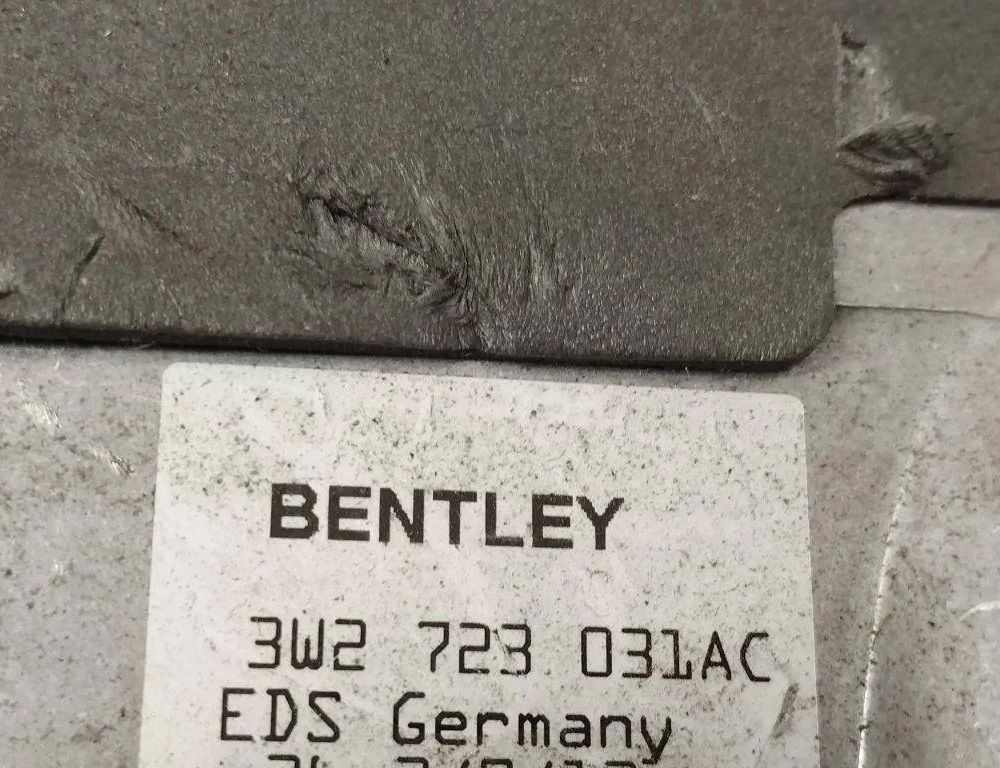 BENTLEY
3W2 723 031AC
EDS Germany